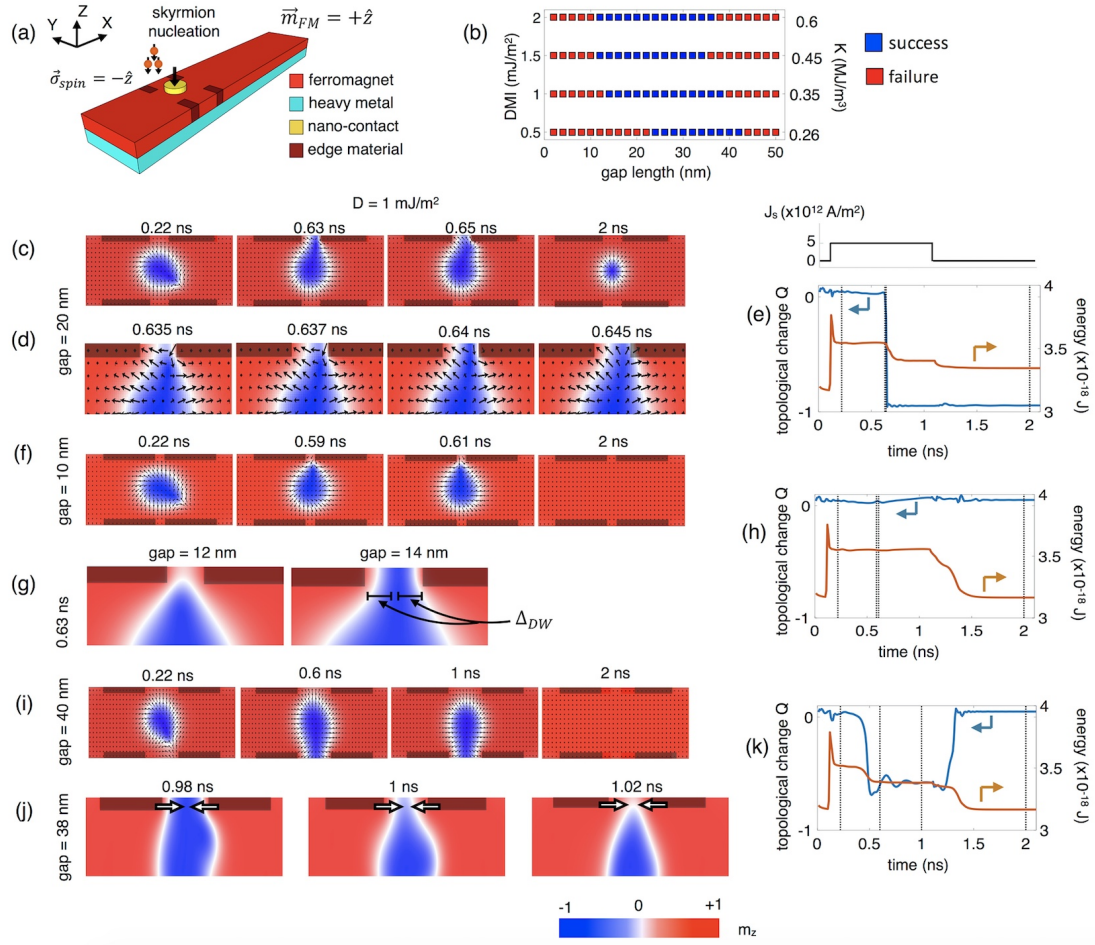 (a)
Y
Z
X
skyrmion
nucleation
m⃗_FM = +ẑ
σ⃗_spin = −ẑ
ferromagnet
heavy metal
nano-contact
edge material
(b)
DMI (mJ/m²)
2
1.5
1
0.5
0.6
0.45
0.35
0.26
K (MJ/m³)
0 10 20 30 40 50
gap length (nm)
success
failure
D = 1 mJ/m²
(c)
0.22 ns 0.63 ns 0.65 ns 2 ns
gap = 20 nm
(d)
0.635 ns 0.637 ns 0.64 ns 0.645 ns
Jₛ (x10¹² A/m²)
5
0
(e)
topological change Q
0
-1
4
3.5
3
energy (x10⁻¹⁸ J)
0 0.5 1 1.5 2
time (ns)
(f)
gap = 10 nm
0.22 ns 0.59 ns 0.61 ns 2 ns
(g)
0.63 ns
gap = 12 nm gap = 14 nm
Δ_DW
(h)
topological change Q
0
-1
4
3.5
3
energy (x10⁻¹⁸ J)
0 0.5 1 1.5 2
time (ns)
(i)
gap = 40 nm
0.22 ns 0.6 ns 1 ns 2 ns
(j)
gap = 38 nm
0.98 ns 1 ns 1.02 ns
(k)
topological change Q
0
-1
4
3.5
3
energy (x10⁻¹⁸ J)
0 0.5 1 1.5 2
time (ns)
-1 0 +1
m_z